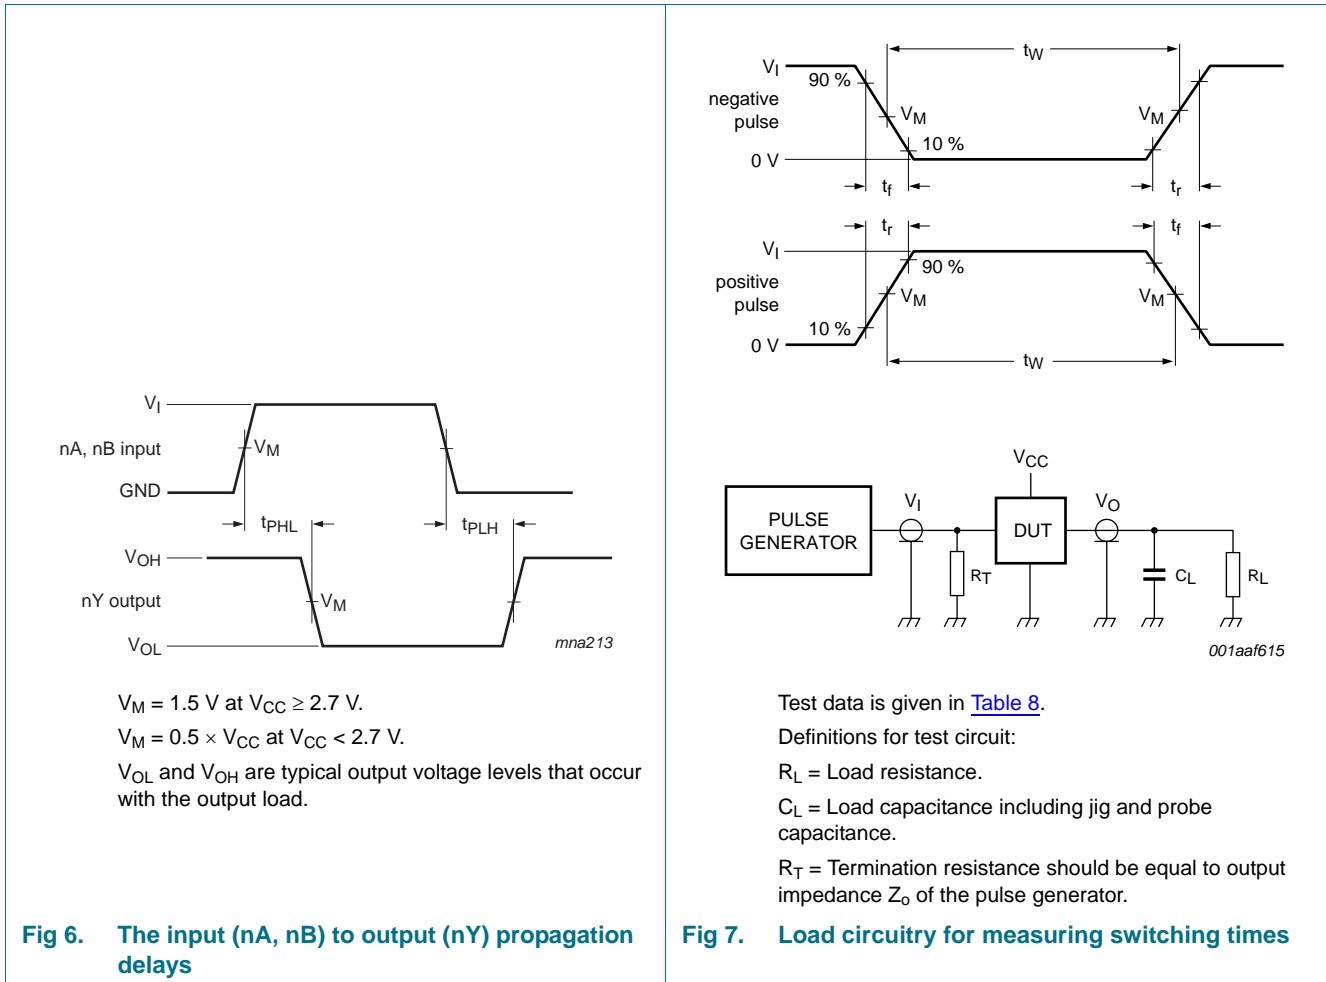 VI
nA, nB input
VM
GND
tPHL
tPLH
VOH
nY output
VM
VOL
mna213
VM = 1.5 V at VCC ≥ 2.7 V.
VM = 0.5 × VCC at VCC < 2.7 V.
VOL and VOH are typical output voltage levels that occur
with the output load.
Fig 6. The input (nA, nB) to output (nY) propagation
delays
tW
VI
90 %
negative
pulse
VM
VM
10 %
0 V
tf
tr
tr
tf
VI
90 %
positive
pulse
VM
VM
10 %
0 V
tW
VCC
VI
VO
PULSE
GENERATOR
DUT
RT
CL
RL
001aaf615
Test data is given in Table 8.
Definitions for test circuit:
RL = Load resistance.
CL = Load capacitance including jig and probe
capacitance.
RT = Termination resistance should be equal to output
impedance Zo of the pulse generator.
Fig 7. Load circuitry for measuring switching times